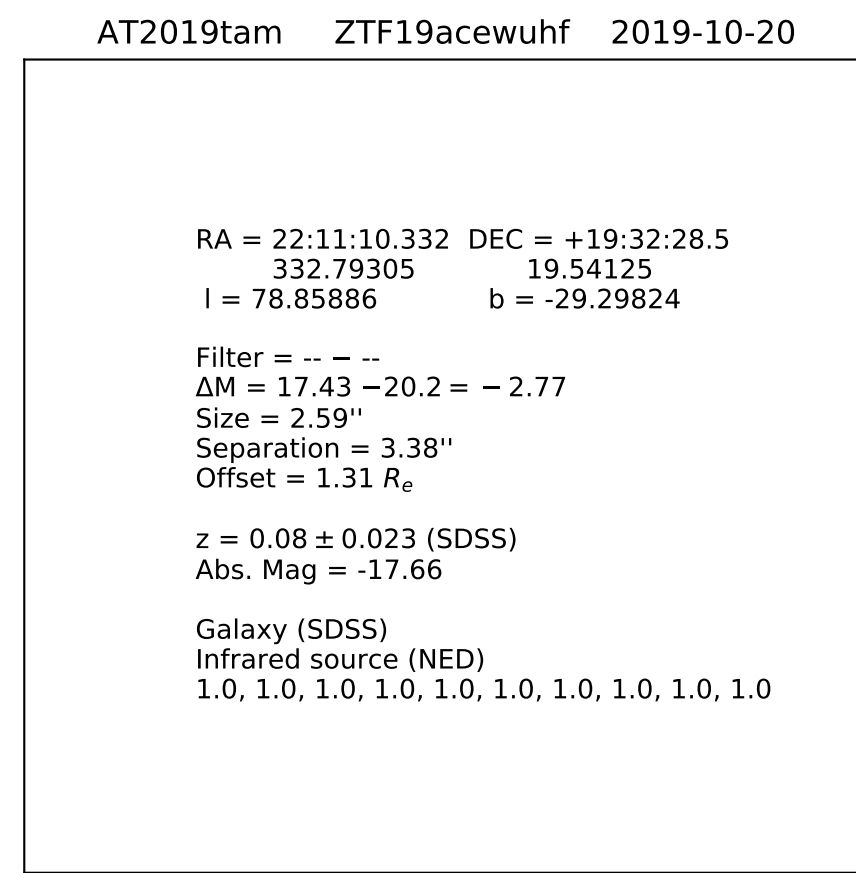 AT2019tam ZTF19acewuhf 2019-10-20
RA = 22:11:10.332 DEC = +19:32:28.5
332.79305 19.54125
l = 78.85886 b = -29.29824
Filter = -- − --
ΔM = 17.43 −20.2 = − 2.77
Size = 2.59''
Separation = 3.38''
Offset = 1.31 Rₑ
z = 0.08 ± 0.023 (SDSS)
Abs. Mag = -17.66
Galaxy (SDSS)
Infrared source (NED)
1.0, 1.0, 1.0, 1.0, 1.0, 1.0, 1.0, 1.0, 1.0, 1.0